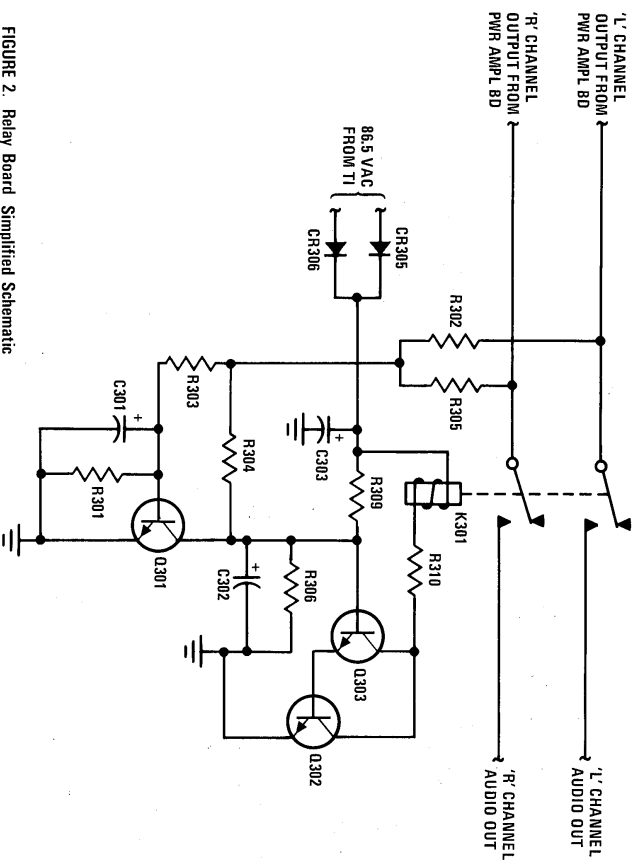 'L' CHANNEL
OUTPUT FROM
PWR AMPL BD
'R' CHANNEL
OUTPUT FROM
PWR AMPL BD
'L' CHANNEL
AUDIO OUT
'R' CHANNEL
AUDIO OUT
R302
R305
K301
86.5 VAC
FROM TI
CR305
CR306
+
C303
R309
R310
R303
R304
+
C301
R301
Q301
+
C302
R306
Q303
Q302
FIGURE 2. Relay Board Simplified Schematic